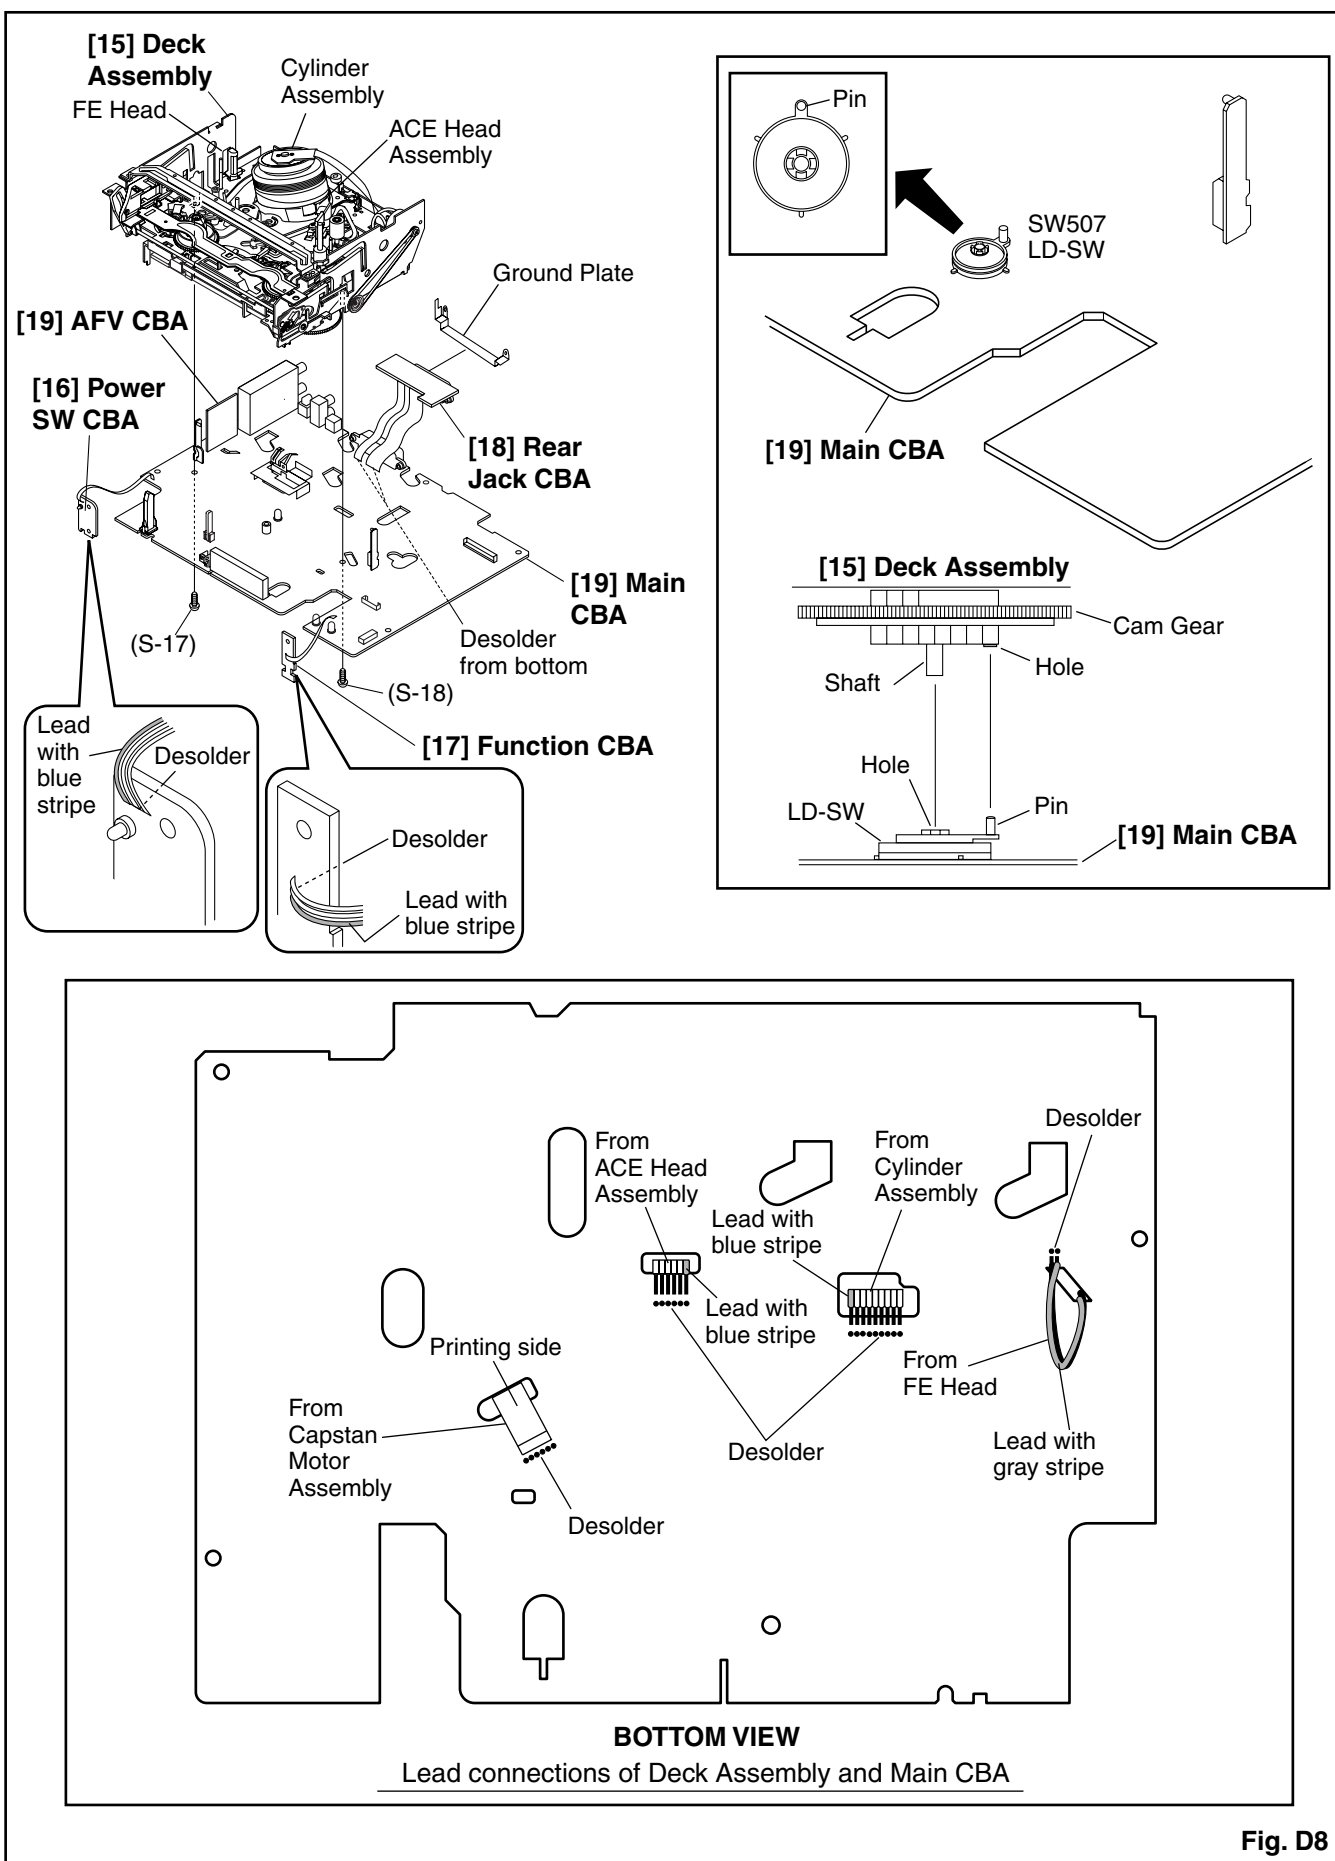 [15] Deck
Assembly
FE Head
Cylinder
Assembly
ACE Head
Assembly
Ground Plate
[19] AFV CBA
[16] Power
SW CBA
[18] Rear
Jack CBA
[19] Main
CBA
(S-17)
Desolder
from bottom
(S-18)
[17] Function CBA
Lead
with
blue
stripe
Desolder
Desolder
Lead with
blue stripe
Pin
SW507
LD-SW
[19] Main CBA
[15] Deck Assembly
Cam Gear
Shaft
Hole
Hole
LD-SW
Pin
[19] Main CBA
Desolder
From
ACE Head
Assembly
From
Cylinder
Assembly
Lead with
blue stripe
Lead with
blue stripe
Printing side
From
FE Head
From
Capstan
Motor
Assembly
Desolder
Lead with
gray stripe
Desolder
BOTTOM VIEW
Lead connections of Deck Assembly and Main CBA
Fig. D8